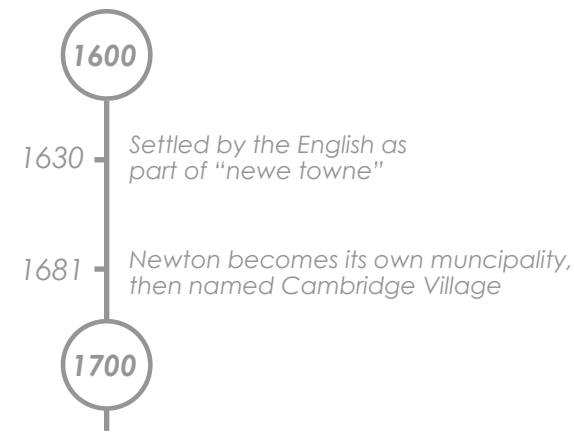 1600
1630
Settled by the English as
part of “newe towne”
1681
Newton becomes its own muncipality,
then named Cambridge Village
1700